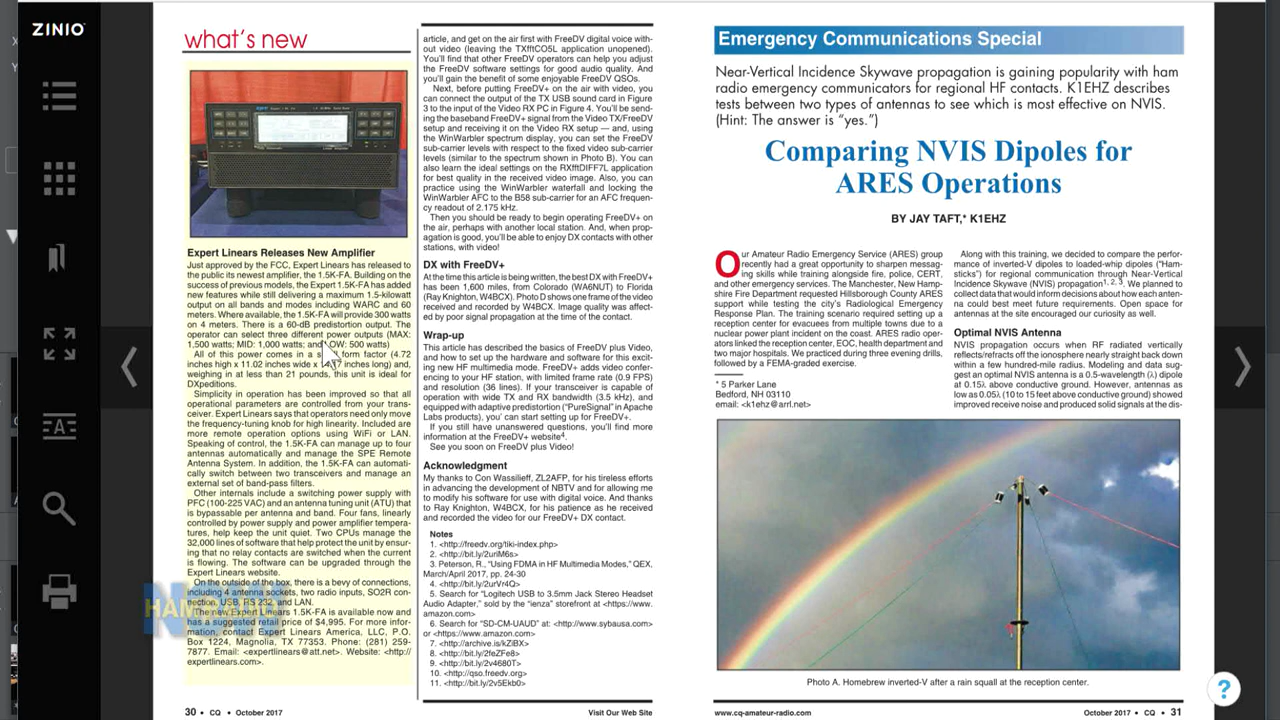 ZINIO
what's new
Expert Linears Releases New Amplifier
Just approved by the FCC, Expert Linears has released to
the public its newest amplifier, the 1.5K-FA. Building on the
success of previous models, the Expert 1.5K-FA has added
new features while still delivering a maximum 1.5-kilowatt
output on all bands and modes including WARC and 60
meters. Where available, the 1.5K-FA will provide 300 watts
on 4 meters. There is a 60-dB predistortion output. The
operator can select three different power outputs (MAX:
1,500 watts; MID: 1,000 watts; and LOW: 500 watts)
All of this power comes in a form factor (4.72
inches high x 11.02 inches wide x inches long) and,
weighing in at less than 21 pounds, this unit is ideal for
DXpeditions.
Simplicity in operation has been improved so that all
operational parameters are controlled from your trans-
ceiver. Expert Linears says that operators need only move
the frequency-tuning knob for high linearity. Included are
more remote operation options using WiFi or LAN.
Speaking of control, the 1.5K-FA can manage up to four
antennas automatically and manage the SPE Remote
Antenna System. In addition, the 1.5K-FA can automati-
cally switch between two transceivers and manage an
external set of band-pass filters.
Other internals include a switching power supply with
PFC (100-225 VAC) and an antenna tuning unit (ATU) that
is bypassable per antenna and band. Four fans, linearly
controlled by power supply and power amplifier tempera-
tures, help keep the unit quiet. Two CPUs manage the
32,000 lines of software that help protect the unit by ensur-
ing that no relay contacts are switched when the current
is flowing. The software can be upgraded through the
Expert Linears website.
On the outside of the box, there is a bevy of connections,
including 4 antenna sockets, two radio inputs, SO2R con-
nection, USB, RS 232, and LAN.
The new Expert Linears 1.5K-FA is available now and
has a suggested retail price of $4,995. For more infor-
mation, contact Expert Linears America, LLC, P.O.
Box 1224, Magnolia, TX 77353. Phone: (281) 259-
7877. Email: <expertlinears@att.net>. Website: <http://
expertlinears.com>.
30 • CQ • October 2017
article, and get on the air first with FreeDV digital voice with-
out video (leaving the TXfftCO5L application unopened).
You'll find that other FreeDV operators can help you adjust
the FreeDV software settings for good audio quality. And
you'll gain the benefit of some enjoyable FreeDV QSOs.
Next, before putting FreeDV+ on the air with video, you
can connect the output of the TX USB sound card in Figure
3 to the input of the Video RX PC in Figure 4. You'll be send-
ing the baseband FreeDV+ signal from the Video TX/FreeDV
setup and receiving it on the Video RX setup — and, using
the WinWarbler spectrum display, you can set the FreeDV
sub-carrier levels with respect to the fixed video sub-carrier
levels (similar to the spectrum shown in Photo B). You can
also learn the ideal settings on the RXfftDIFF7L application
for best quality in the received video image. Also, you can
practice using the WinWarbler waterfall and locking the
WinWarbler AFC to the B58 sub-carrier for an AFC frequen-
cy readout of 2.175 kHz.
Then you should be ready to begin operating FreeDV+ on
the air, perhaps with another local station. And, when prop-
agation is good, you'll be able to enjoy DX contacts with other
stations, with video!
DX with FreeDV+
At the time this article is being written, the best DX with FreeDV+
has been 1,600 miles, from Colorado (WA6NUT) to Florida
(Ray Knighton, W4BCX). Photo D shows one frame of the video
received and recorded by W4BCX. Image quality was affect-
ed by poor signal propagation at the time of the contact.
Wrap-up
This article has described the basics of FreeDV plus Video,
and how to set up the hardware and software for this excit-
ing new HF multimedia mode. FreeDV+ adds video confer-
encing to your HF station, with limited frame rate (0.9 FPS)
and resolution (36 lines). If your transceiver is capable of
operation with wide TX and RX bandwidth (3.5 kHz), and
equipped with adaptive predistortion ("PureSignal" in Apache
Labs products), you' can start setting up for FreeDV+.
If you still have unanswered questions, you'll find more
information at the FreeDV+ website4.
See you soon on FreeDV plus Video!
Acknowledgment
My thanks to Con Wassilieff, ZL2AFP, for his tireless efforts
in advancing the development of NBTV and for allowing me
to modify his software for use with digital voice. And thanks
to Ray Knighton, W4BCX, for his patience as he received
and recorded the video for our FreeDV+ DX contact.
Notes
1. <http://freedv.org/tiki-index.php>
2. <http://bit.ly/2uriM6s>
3. Peterson, R., "Using FDMA in HF Multimedia Modes," QEX,
March/April 2017, pp. 24-30
4. <http://bit.ly/2urVr4Q>
5. Search for "Logitech USB to 3.5mm Jack Stereo Headset
Audio Adapter," sold by the "ienza" storefront at <https://www.
amazon.com>
6. Search for "SD-CM-UAUD" at: <http://www.sybausa.com>
or <https://www.amazon.com>
7. <http://archive.is/kZiBX>
8. <http://bit.ly/2feZFe8>
9. <http://bit.ly/2v4680T>
10. <http://qso.freedv.org>
11. <http://bit.ly/2v5Ekb0>
Visit Our Web Site
Emergency Communications Special
Near-Vertical Incidence Skywave propagation is gaining popularity with ham
radio emergency communicators for regional HF contacts. K1EHZ describes
tests between two types of antennas to see which is most effective on NVIS.
(Hint: The answer is "yes.")
Comparing NVIS Dipoles for
ARES Operations
BY JAY TAFT,* K1EHZ
Our Amateur Radio Emergency Service (ARES) group
recently had a great opportunity to sharpen messag-
ing skills while training alongside fire, police, CERT,
and other emergency services. The Manchester, New Hamp-
shire Fire Department requested Hillsborough County ARES
support while testing the city's Radiological Emergency
Response Plan. The training scenario required setting up a
reception center for evacuees from multiple towns due to a
nuclear power plant incident on the coast. ARES radio oper-
ators linked the reception center, EOC, health department and
two major hospitals. We practiced during three evening drills,
followed by a FEMA-graded exercise.
* 5 Parker Lane
Bedford, NH 03110
email: <k1ehz@arrl.net>
Along with this training, we decided to compare the perfor-
mance of inverted-V dipoles to loaded-whip dipoles ("Ham-
sticks") for regional communication through Near-Vertical
Incidence Skywave (NVIS) propagation1, 2, 3. We planned to
collect data that would inform decisions about how each anten-
na could best meet future requirements. Open space for
antennas at the site encouraged our curiosity as well.
Optimal NVIS Antenna
NVIS propagation occurs when RF radiated vertically
reflects/refracts off the ionosphere nearly straight back down
within a few hundred-mile radius. Modeling and data sug-
gest an optimal NVIS antenna is a 0.5-wavelength (λ) dipole
at 0.15λ above conductive ground. However, antennas as
low as 0.05λ (10 to 15 feet above conductive ground) showed
improved receive noise and produced solid signals at the dis-
Photo A. Homebrew inverted-V after a rain squall at the reception center.
www.cq-amateur-radio.com
October 2017 • CQ • 31
?